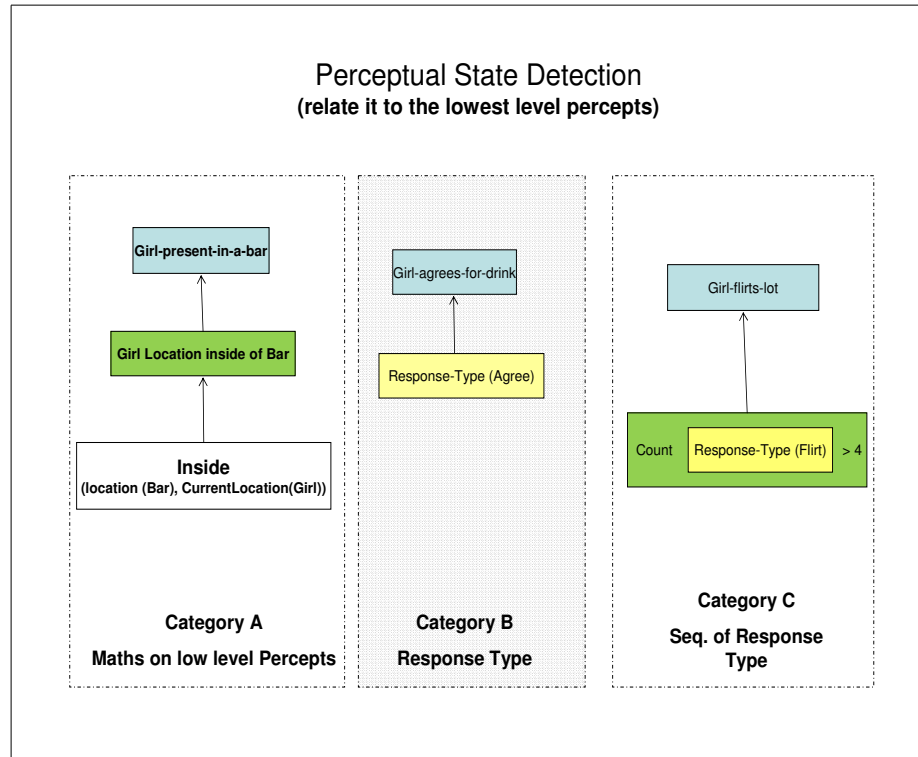 Perceptual State Detection
(relate it to the lowest level percepts)
Girl-present-in-a-bar
Girl Location inside of Bar
Inside
(location (Bar), CurrentLocation(Girl))
Category A
Maths on low level Percepts
Girl-agrees-for-drink
Response-Type (Agree)
Category B
Response Type
Girl-flirts-lot
Count Response-Type (Flirt) > 4
Category C
Seq. of Response
Type